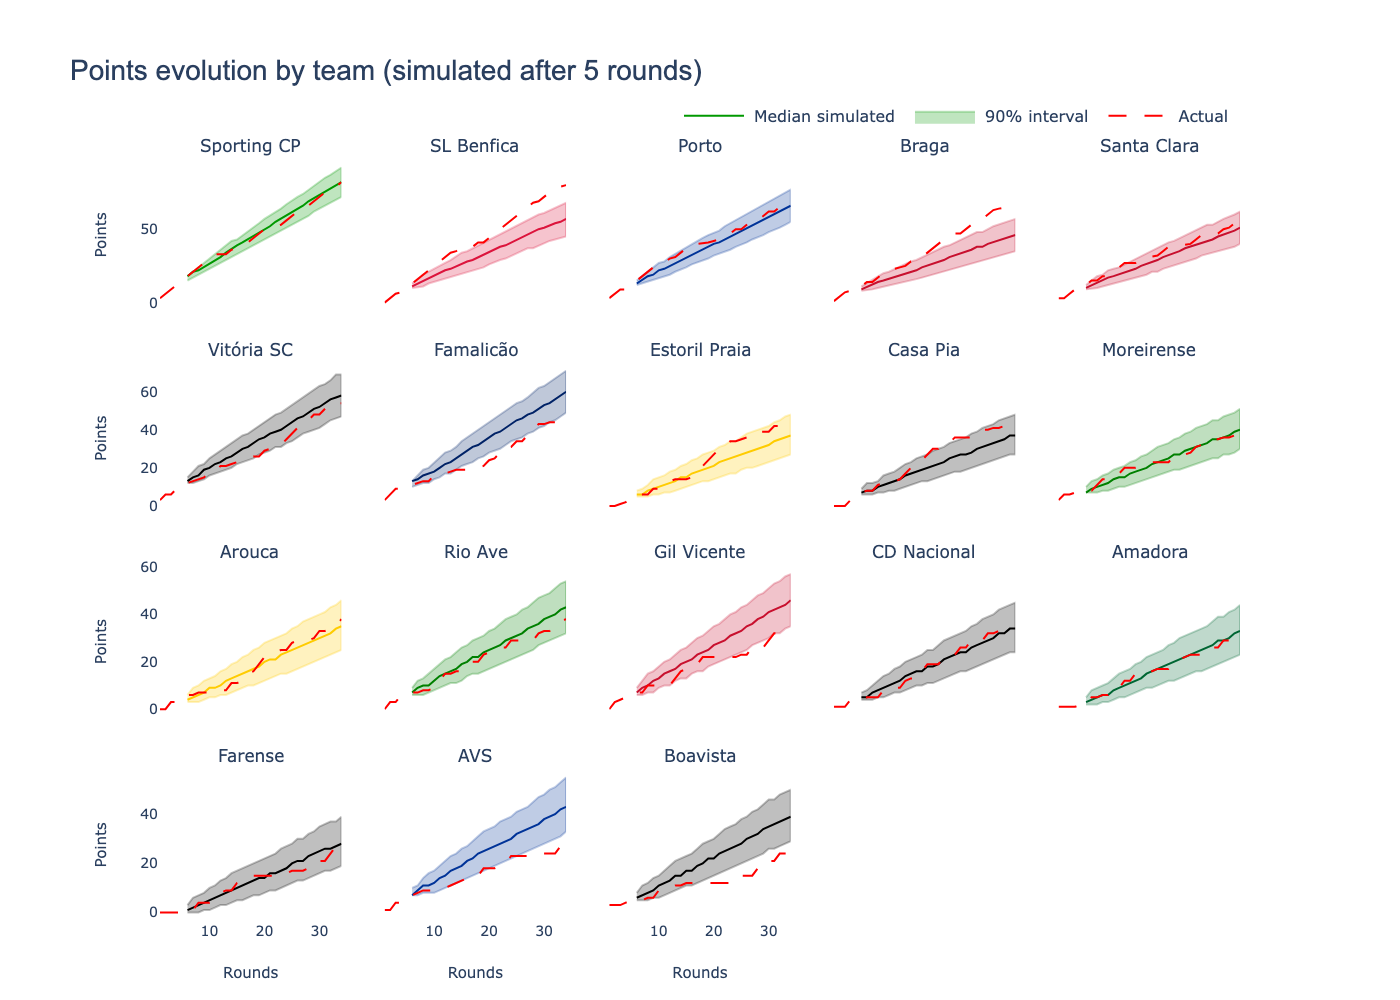 Points evolution by team (simulated after 5 rounds)
Median simulated 90% interval Actual
Sporting CP SL Benfica Porto Braga Santa Clara
Points
50
0
Vitória SC Famalicão Estoril Praia Casa Pia Moreirense
Points
60
40
20
0
Arouca Rio Ave Gil Vicente CD Nacional Amadora
Points
60
40
20
0
Farense AVS Boavista
Points
40
20
0
10 20 30 10 20 30 10 20 30
Rounds Rounds Rounds